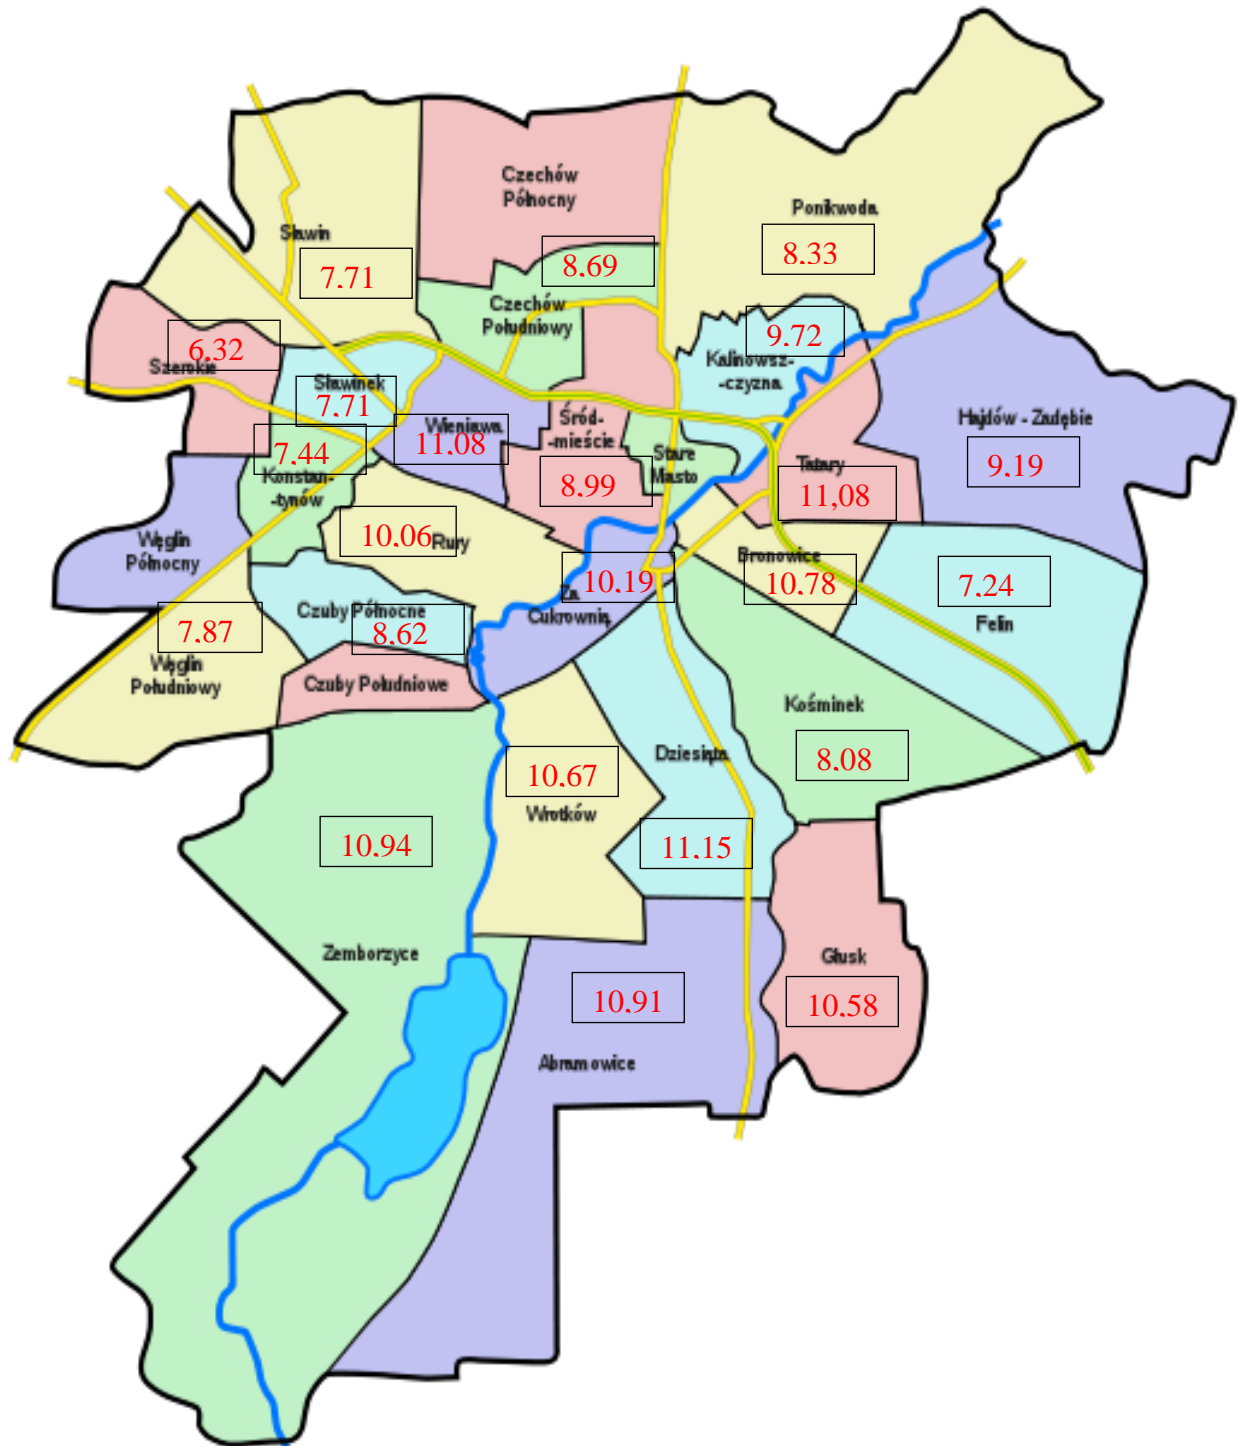 Czechów
Północny
Ponikwoda
8,33
Sławin
7,71
8,69
Czechów
Południowy
9,72
Kalinowsz-
-czyzna
6,32
Szerokie
Sławinek
7,71
Wieniawa
11,08
Śród-
-mieście
8,99
Stare
Miasto
Hajdów - Zadębie
9,19
Tatary
11,08
7,44
Konstan-
-tynów
10,06
Rury
Węglin
Północny
Bronowice
10,78
7,24
Felin
10,19
Za
Cukrownią
Czuby Północne
8,62
7,87
Węglin
Południowy
Czuby Południowe
Kośminek
8,08
Dziesiąta
11,15
10,67
Wrotków
10,94
Zemborzyce
Głusk
10,58
10,91
Abramowice